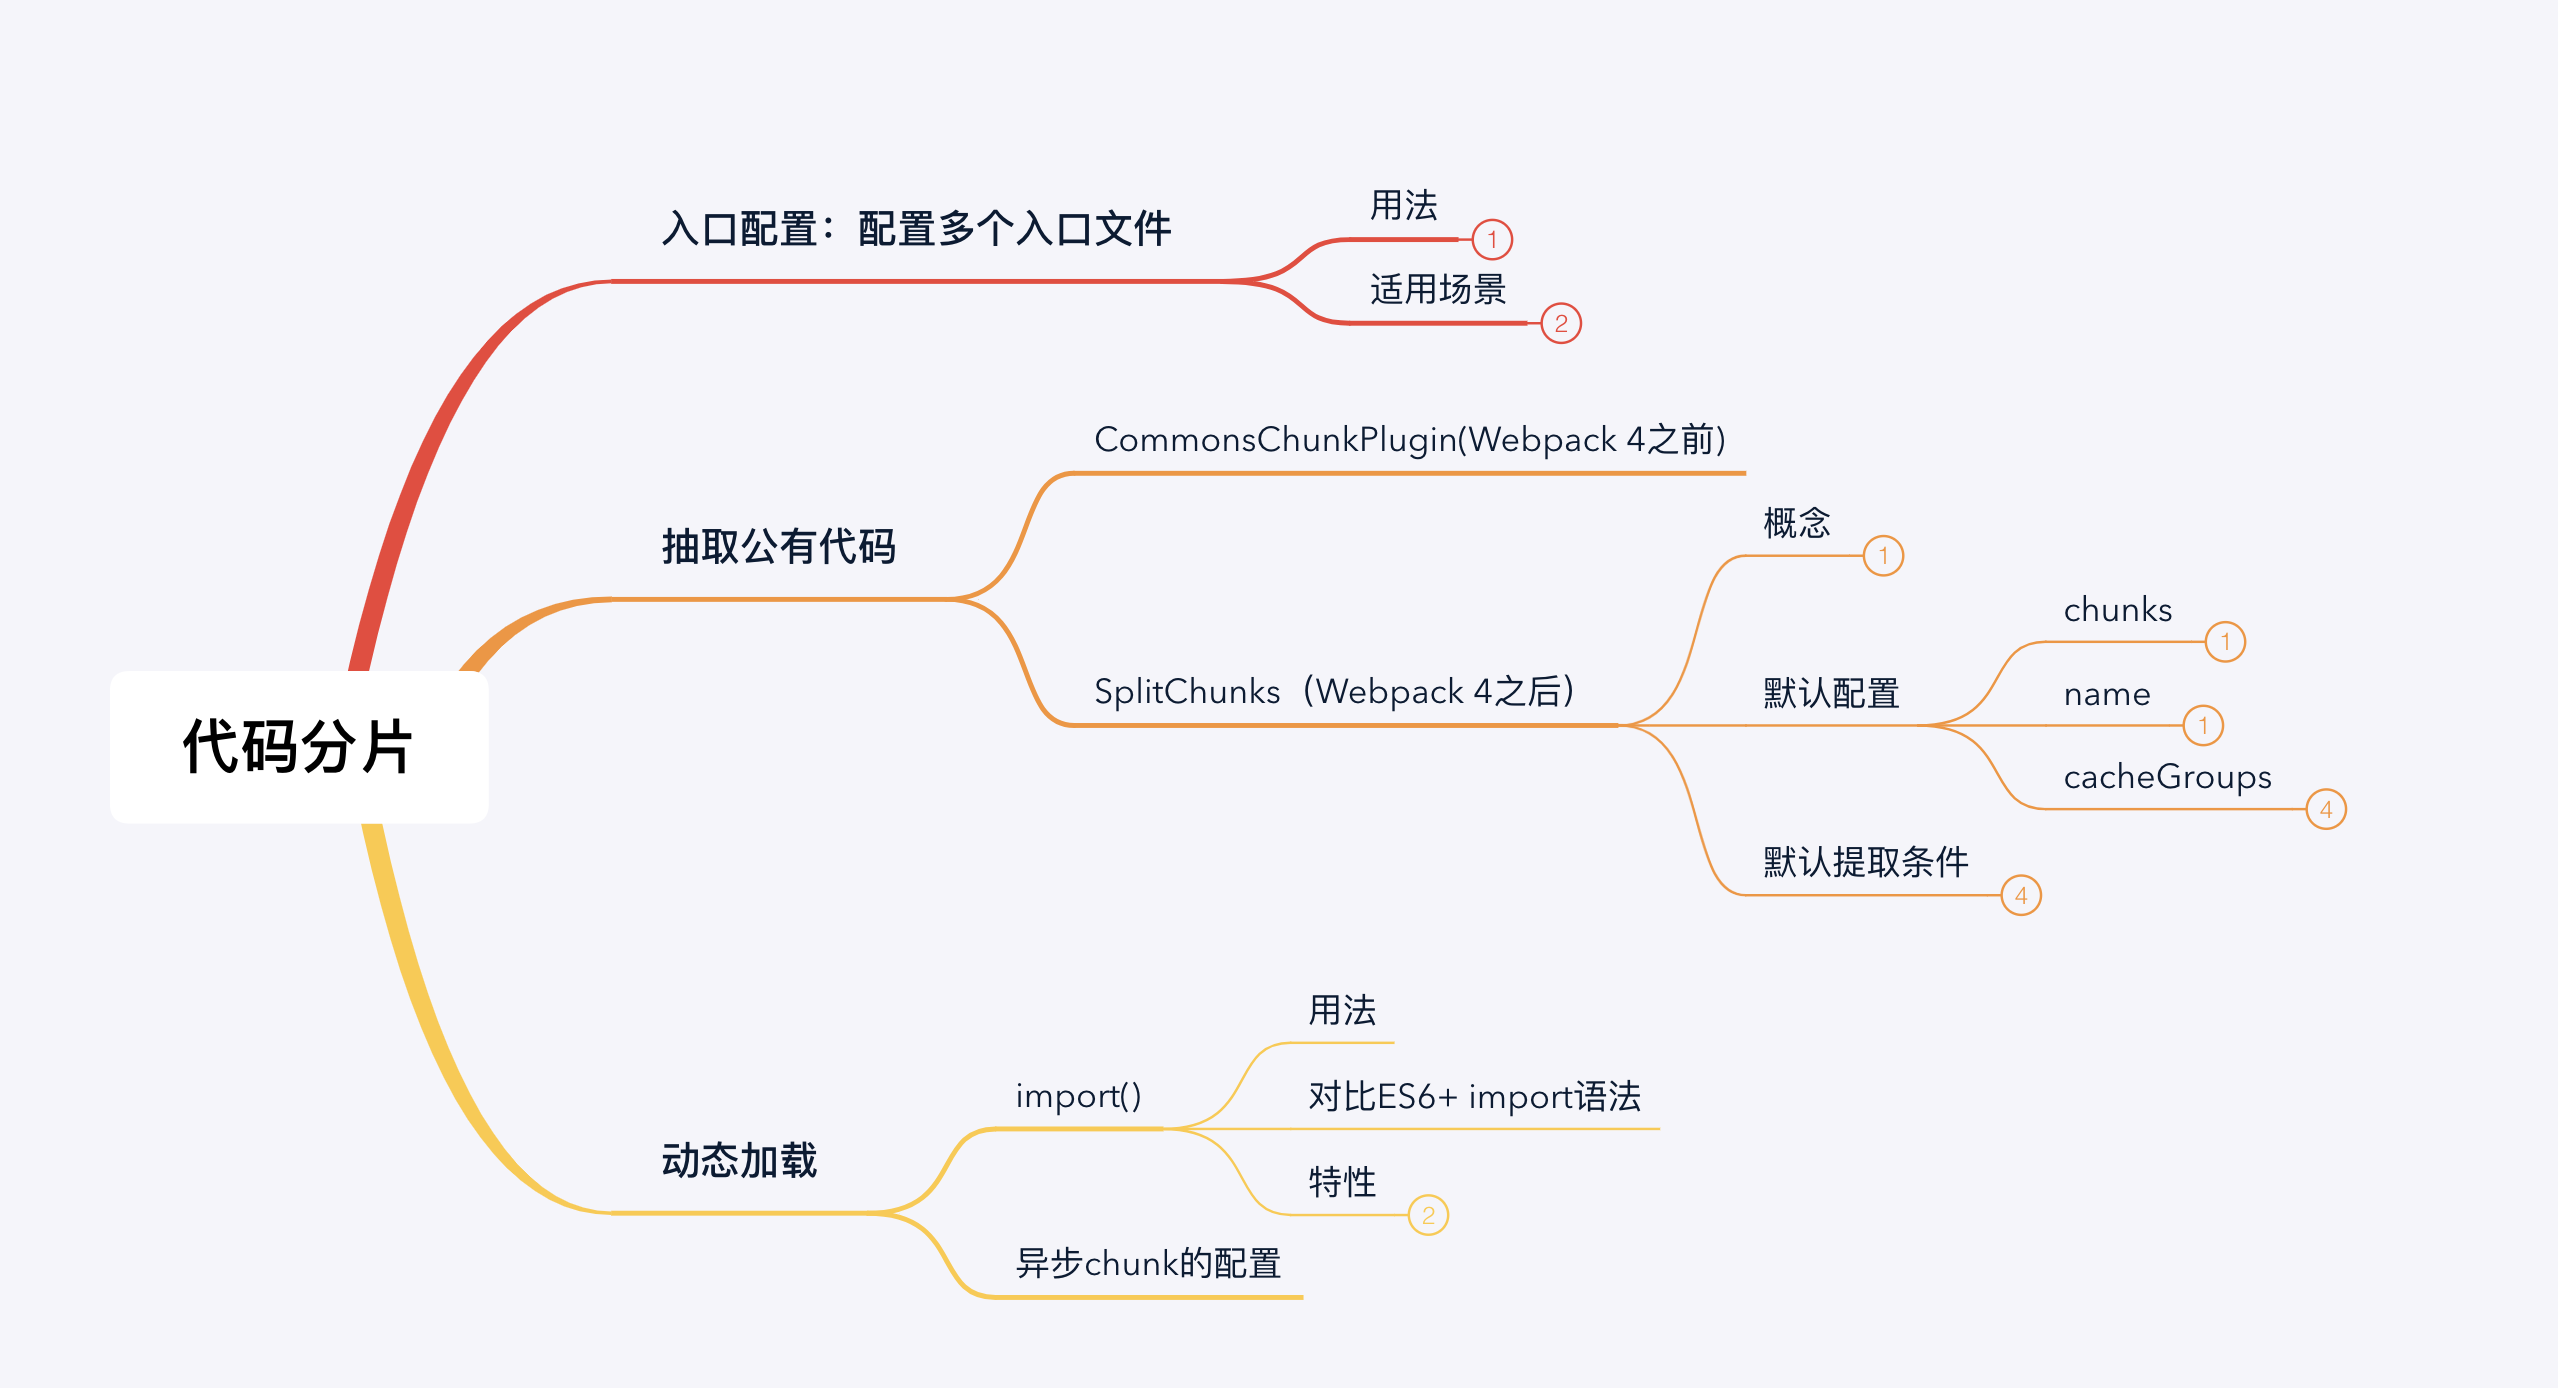 代码分片
入口配置：配置多个入口文件
用法
1
适用场景
2
抽取公有代码
CommonsChunkPlugin(Webpack 4之前)
SplitChunks（Webpack 4之后）
概念
1
默认配置
chunks
1
name
1
cacheGroups
4
默认提取条件
4
动态加载
import()
用法
对比ES6+ import语法
特性
2
异步chunk的配置